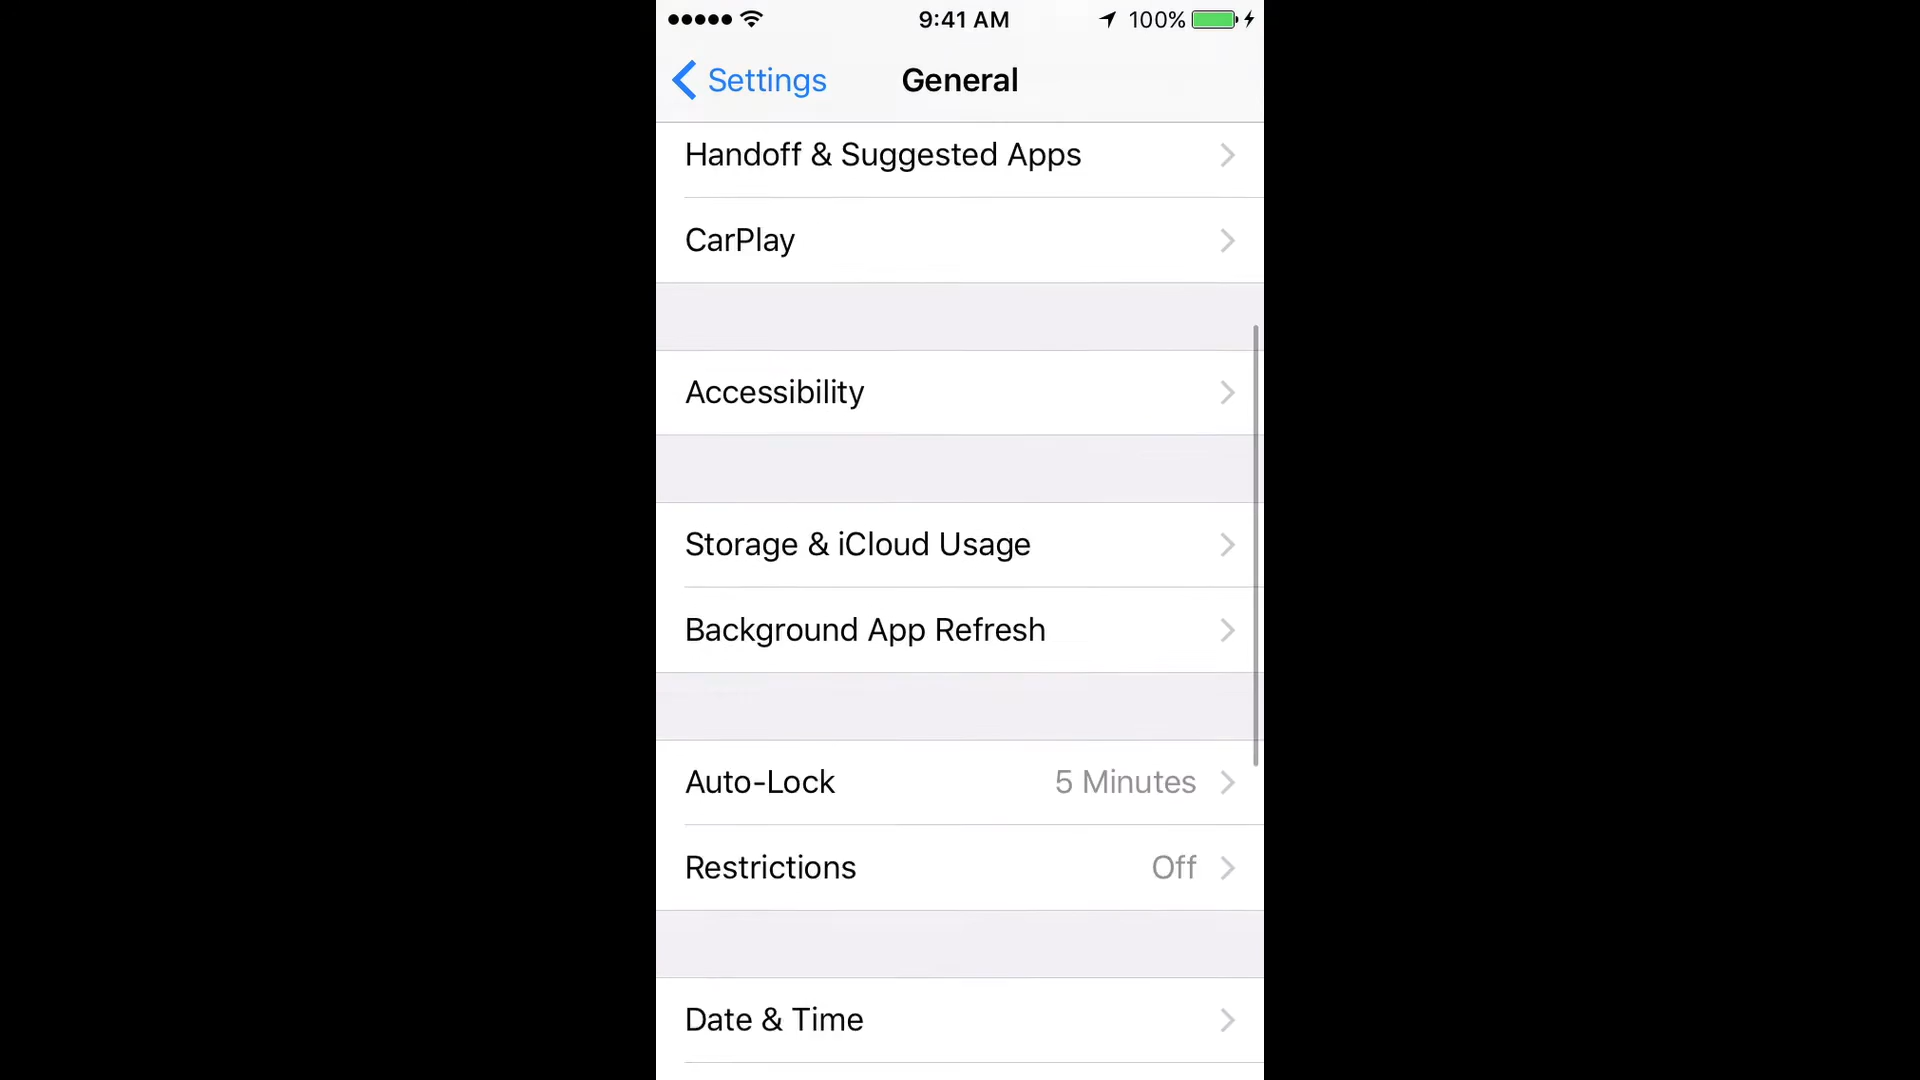 9:41 AM
100%
Settings
General
Handoff & Suggested Apps
CarPlay
Accessibility
Storage & iCloud Usage
Background App Refresh
Auto-Lock 5 Minutes
Restrictions Off
Date & Time